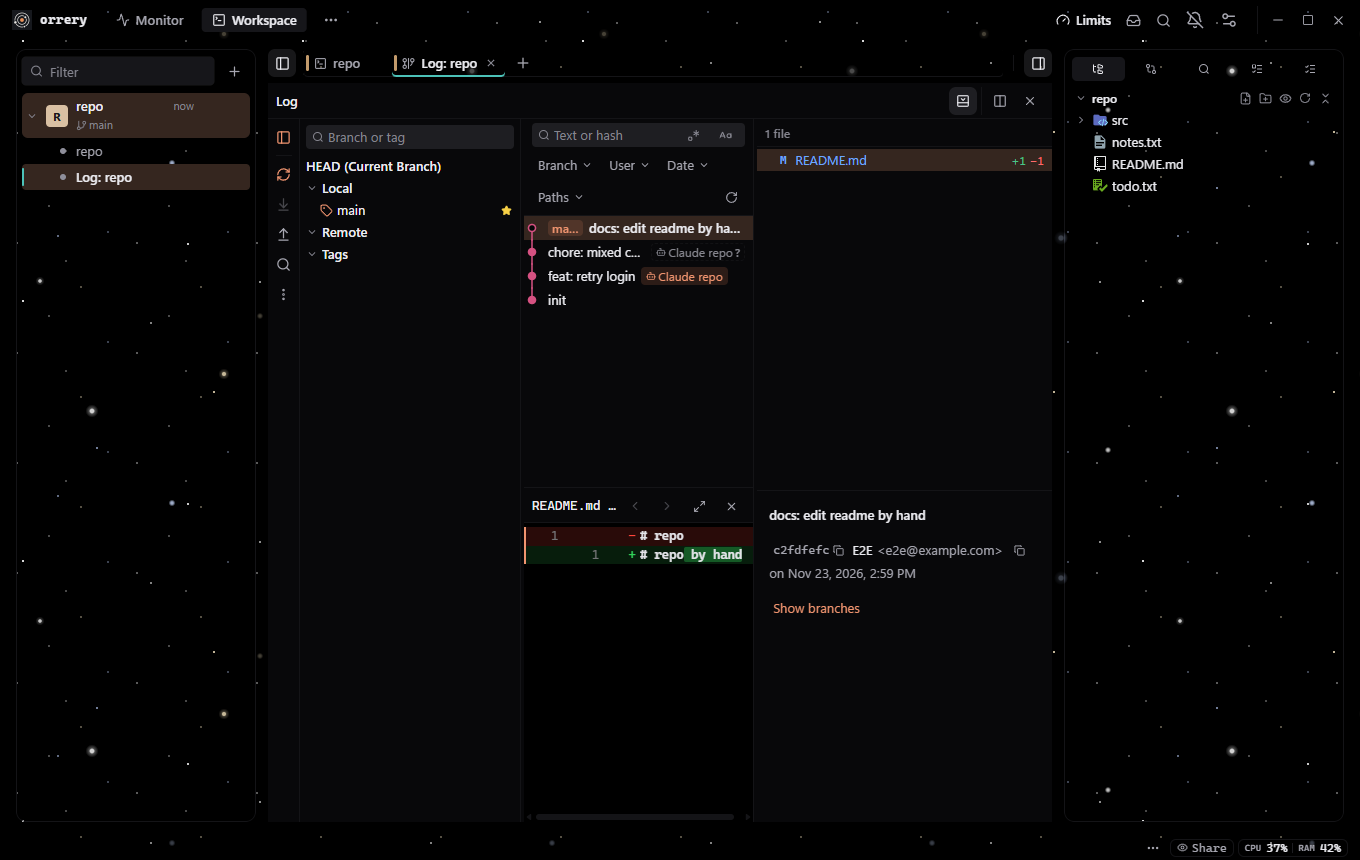 orrery
Monitor
Workspace
Limits
Filter
R
repo
now
main
repo
Log: repo
repo
Log: repo
Log
Branch or tag
HEAD (Current Branch)
Local
main
Remote
Tags
Text or hash
.*
Aa
Branch
User
Date
Paths
ma...
docs: edit readme by ha...
chore: mixed c...
Claude repo ?
feat: retry login
Claude repo
init
README.md ...
1 - # repo
1 + # repo by hand
1 file
M README.md +1 −1
docs: edit readme by hand
c2fdfefc E2E <e2e@example.com>
on Nov 23, 2026, 2:59 PM
Show branches
repo
src
notes.txt
README.md
todo.txt
Share
CPU 37%
RAM 42%